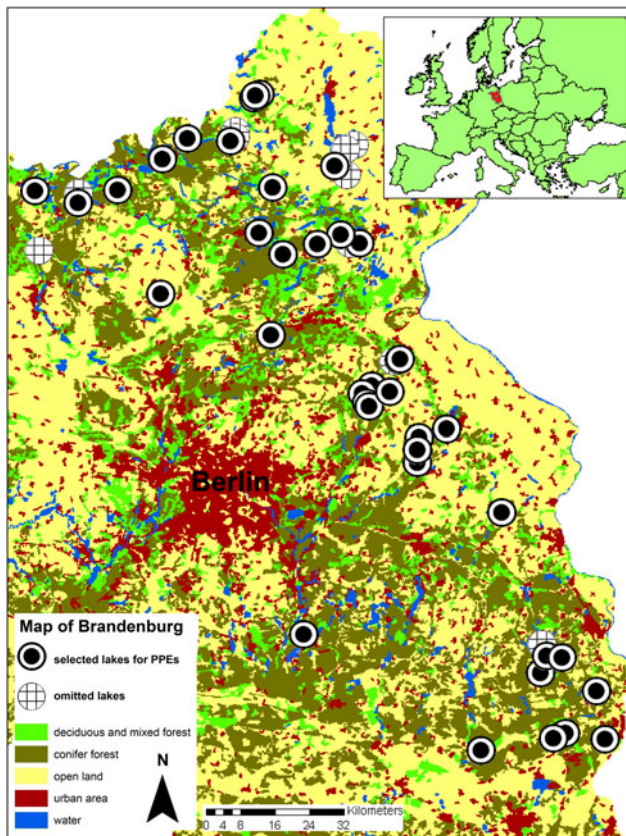 Berlin
Map of Brandenburg
selected lakes for PPEs
omitted lakes
deciduous and mixed forest
conifer forest
open land
urban area
water
N
Kilometers
0 4 8 16 24 32